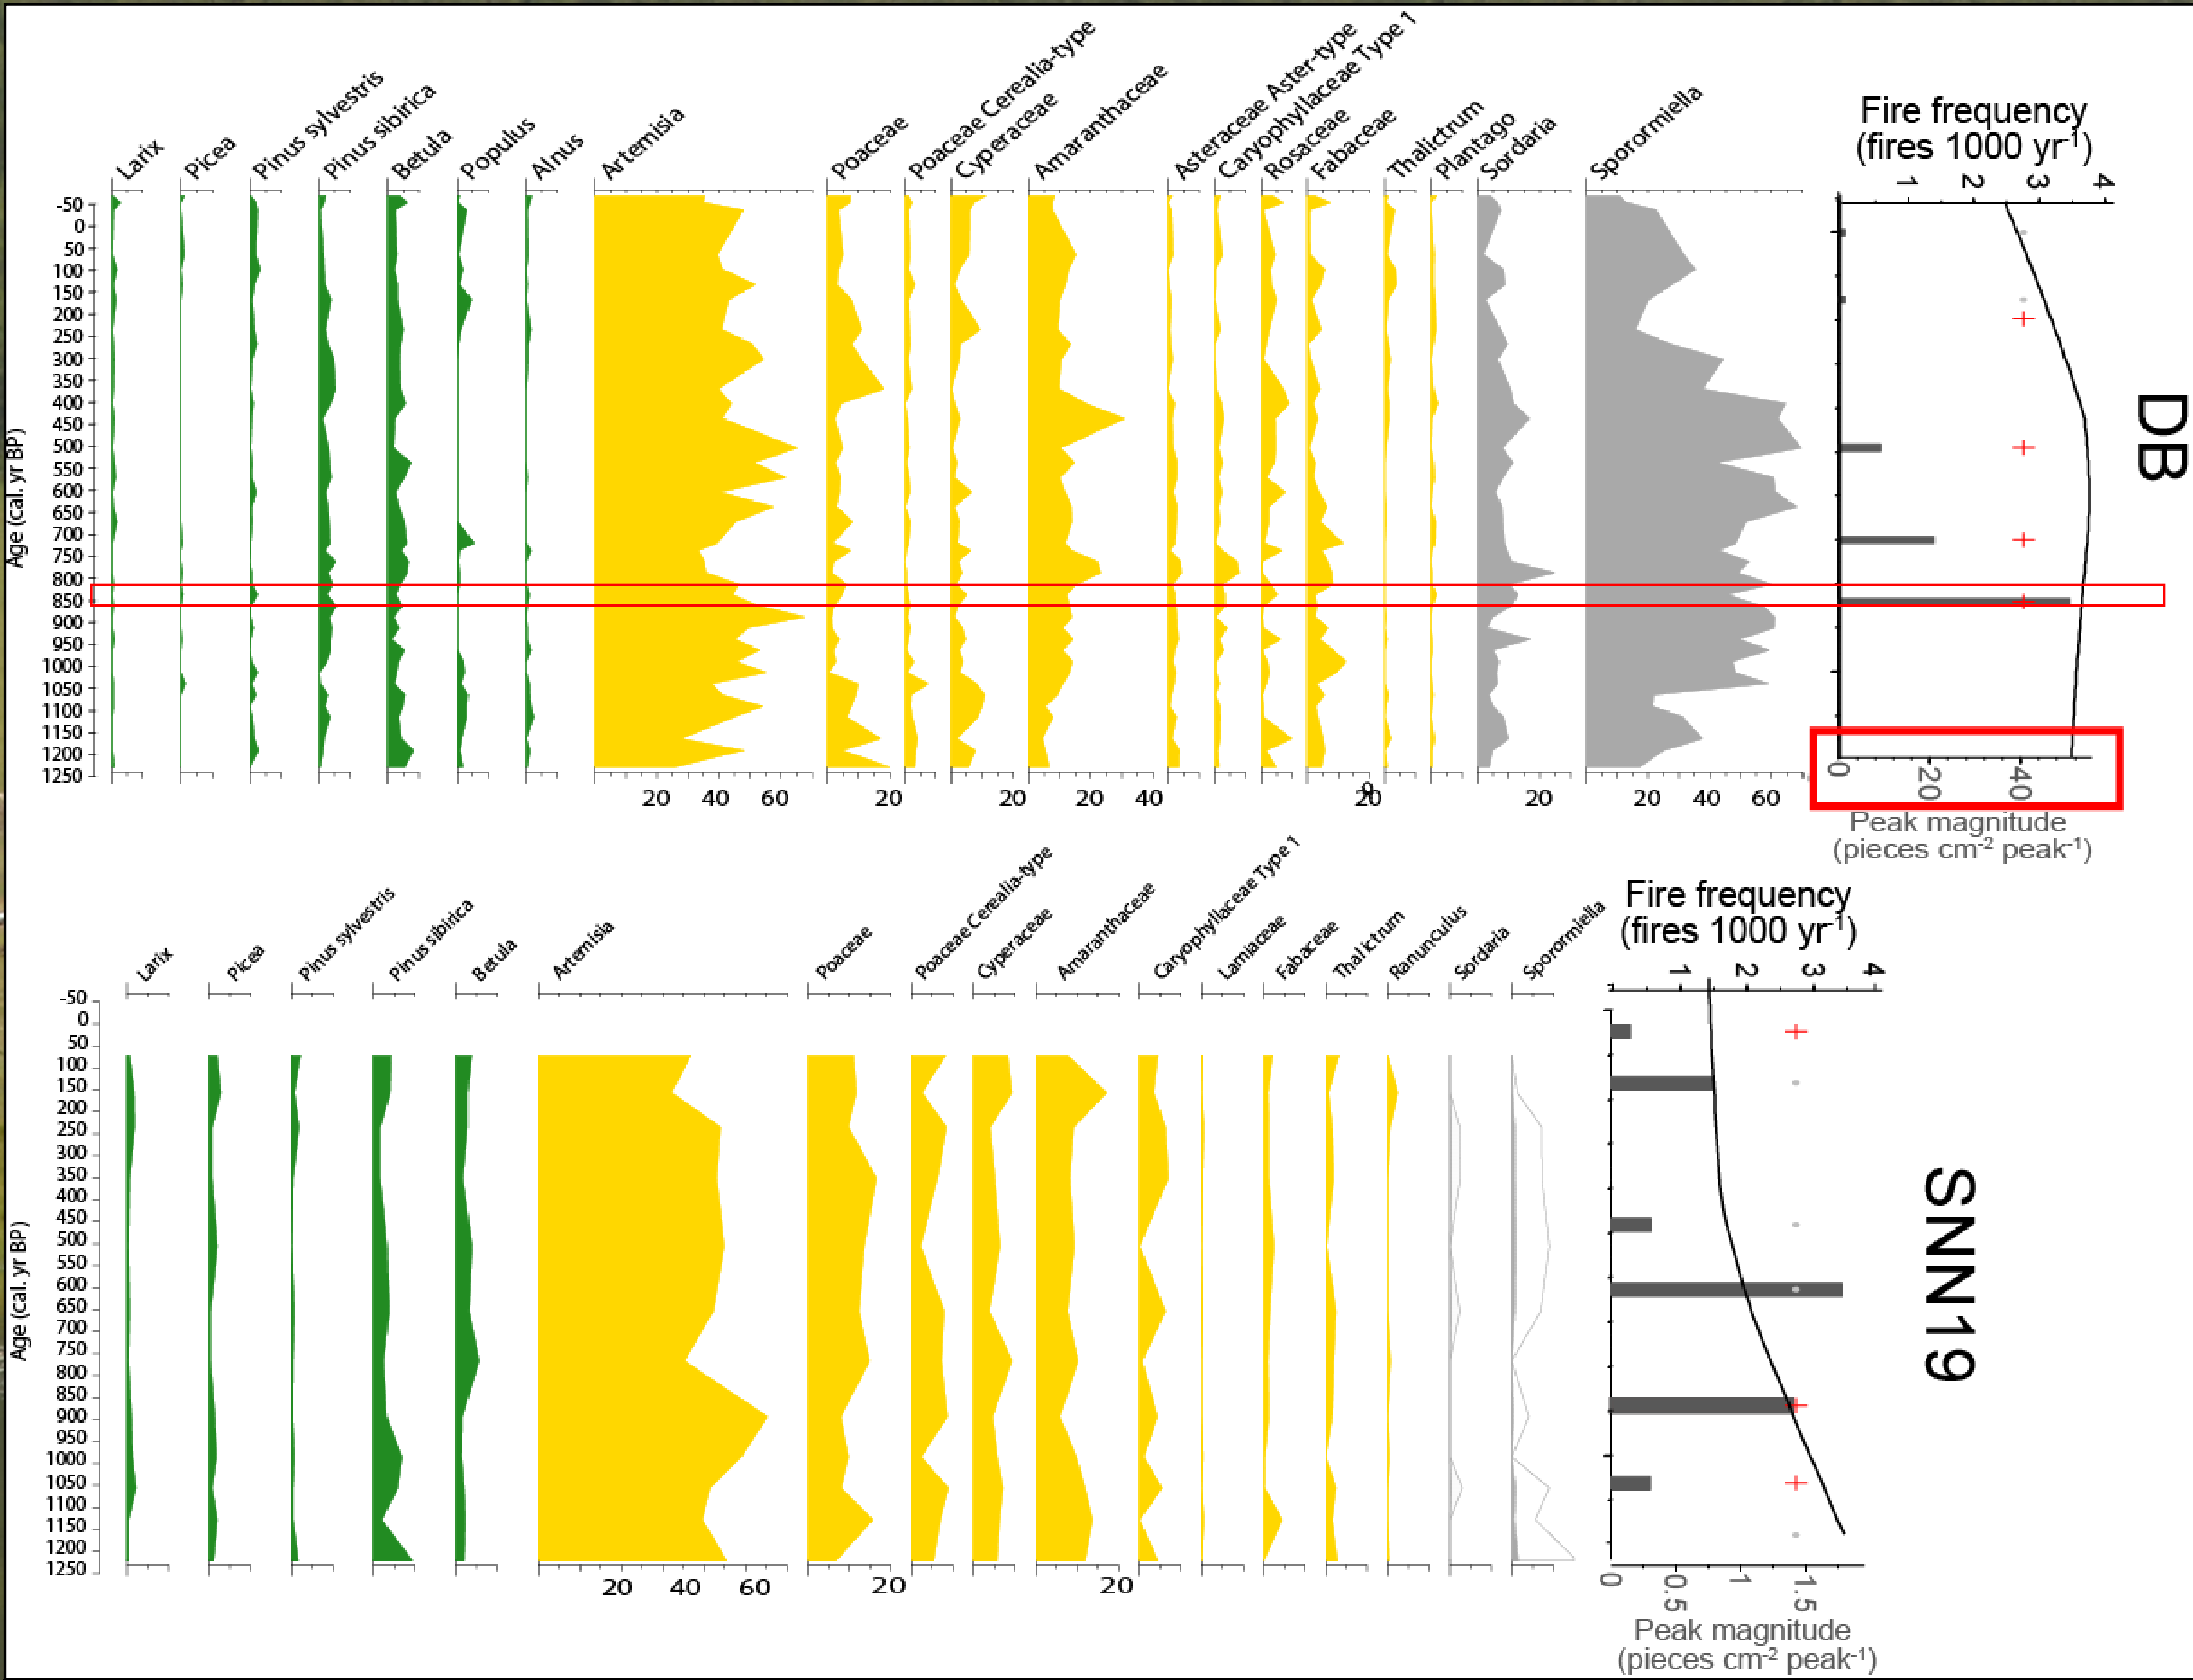 Larix
Picea
Pinus sylvestris
Pinus sibirica
Betula
Populus
Alnus
Artemisia
Poaceae
Poaceae Cerealia-type
Cyperaceae
Amaranthaceae
Asteraceae Aster-type
Caryophyllaceae Type 1
Rosaceae
Fabaceae
Thalictrum
Plantago
Sordaria
Sporormiella
Fire frequency
(fires 1000 yr-1)
1 2 3 4
Age (cal. yr BP)
-50
0
50
100
150
200
250
300
350
400
450
500
550
600
650
700
750
800
850
900
950
1000
1050
1100
1150
1200
1250
DB
20 40 60 20 20 20 40 20 0 20 20 40 60
0 20 40
Peak magnitude
(pieces cm-2 peak-1)
Larix
Picea
Pinus sylvestris
Pinus sibirica
Betula
Artemisia
Poaceae
Poaceae Cerealia-type
Cyperaceae
Amaranthaceae
Caryophyllaceae Type 1
Lamiaceae
Fabaceae
Thalictrum
Ranunculus
Sordaria
Sporormiella
Fire frequency
(fires 1000 yr-1)
1 2 3 4
Age (cal. yr BP)
-50
0
50
100
150
200
250
300
350
400
450
500
550
600
650
700
750
800
850
900
950
1000
1050
1100
1150
1200
1250
SNN19
20 40 60 20 20
0 0.5 1 1.5
Peak magnitude
(pieces cm-2 peak-1)